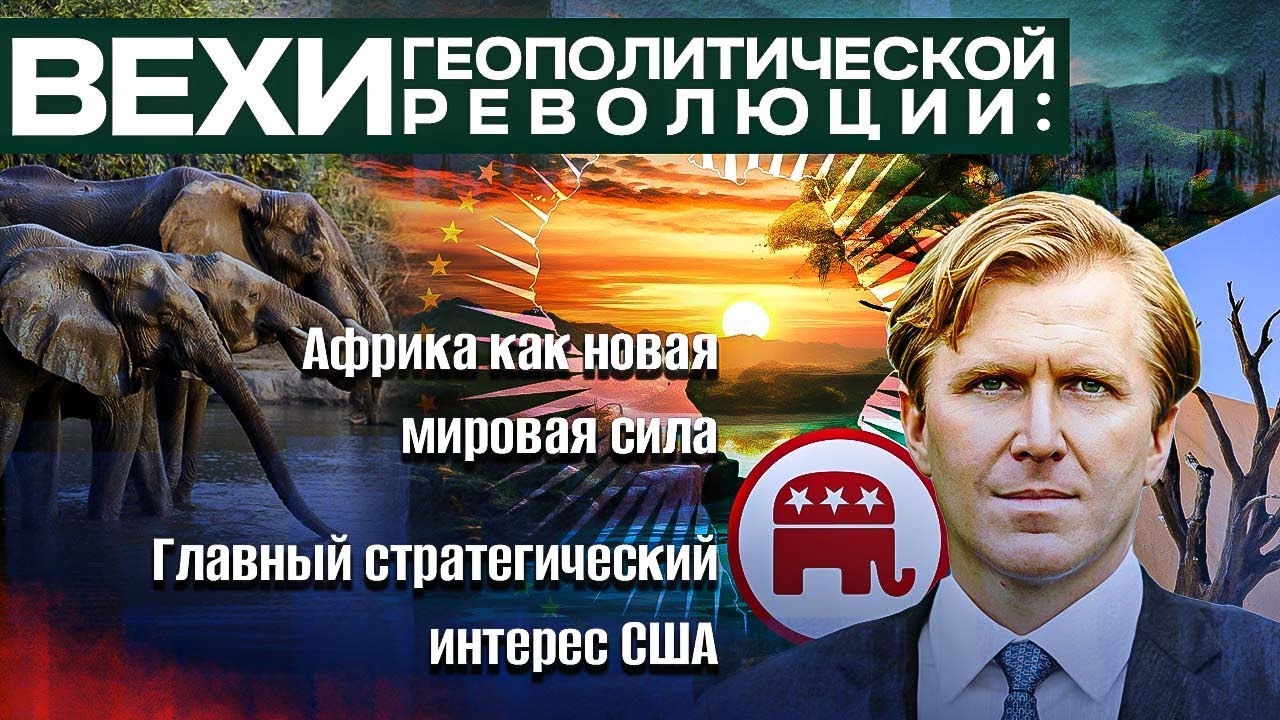 ВЕХИ ГЕОПОЛИТИЧЕСКОЙ
РЕВОЛЮЦИИ:
Африка как новая
мировая сила
Главный стратегический
интерес США